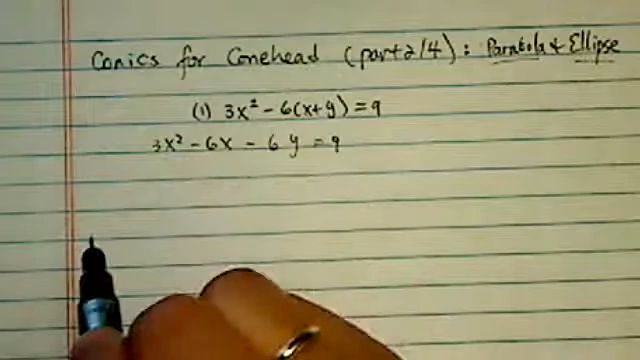 Conics for Conehead (part 2/4): Parabola & Ellipse
(1) 3x² - 6(x+y) = 9
3x² - 6x - 6y = 9